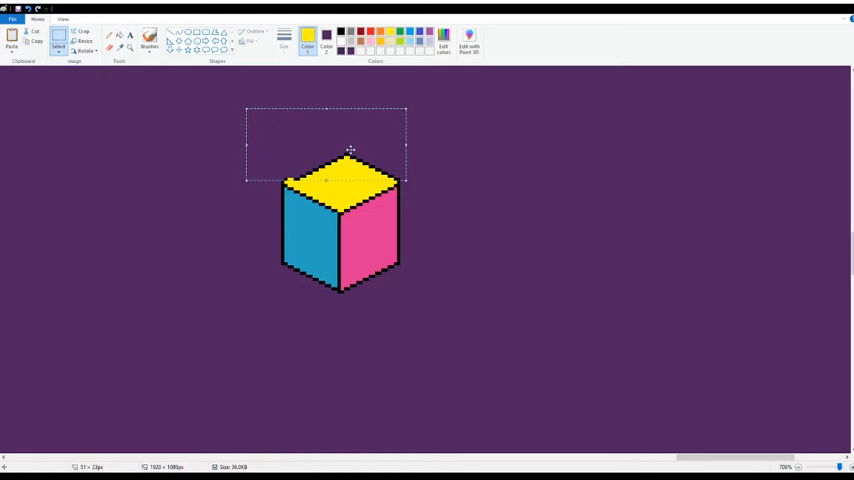 File Home View
Paste
Cut
Copy
Clipboard
Select
Crop
Resize
Rotate
Image
Tools
Brushes
Shapes
Outline
Fill
Size
Color 1
Color 2
Colors
Edit colors
Edit with Paint 3D
51 × 23px
1920 × 1080px
Size: 36.0KB
700%